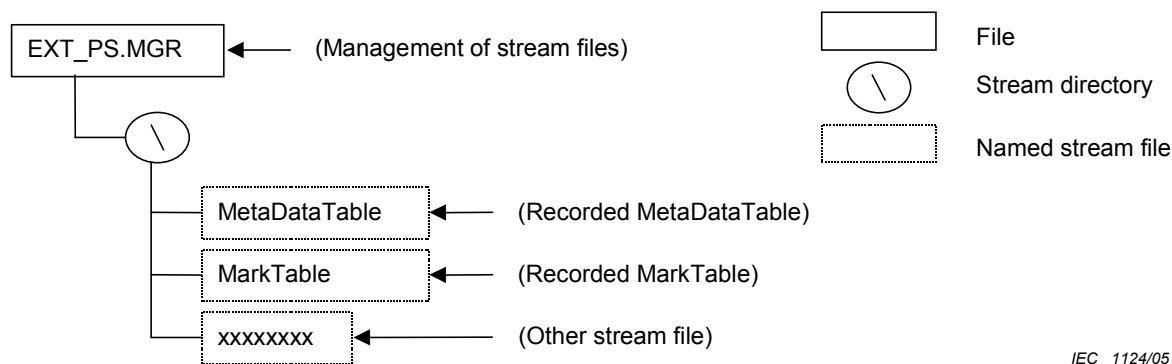 EXT_PS.MGR
(Management of stream files)
File
\
Stream directory
\
Named stream file
MetaDataTable
(Recorded MetaDataTable)
MarkTable
(Recorded MarkTable)
xxxxxxxx
(Other stream file)
IEC 1124/05